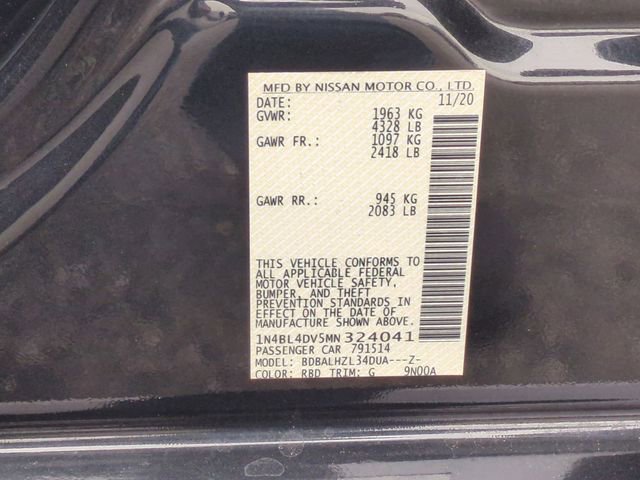 MFD BY NISSAN MOTOR CO., LTD.
DATE: 11/20
GVWR: 1963 KG
4328 LB
GAWR FR.: 1097 KG
2418 LB
GAWR RR.: 945 KG
2083 LB
THIS VEHICLE CONFORMS TO
ALL APPLICABLE FEDERAL
MOTOR VEHICLE SAFETY,
BUMPER, AND THEFT
PREVENTION STANDARDS IN
EFFECT ON THE DATE OF
MANUFACTURE SHOWN ABOVE.
1N4BL4DV5MN324041
PASSENGER CAR 791514
MODEL: BDBALHZL34DUA---Z-
COLOR: RBD TRIM: G 9N00A